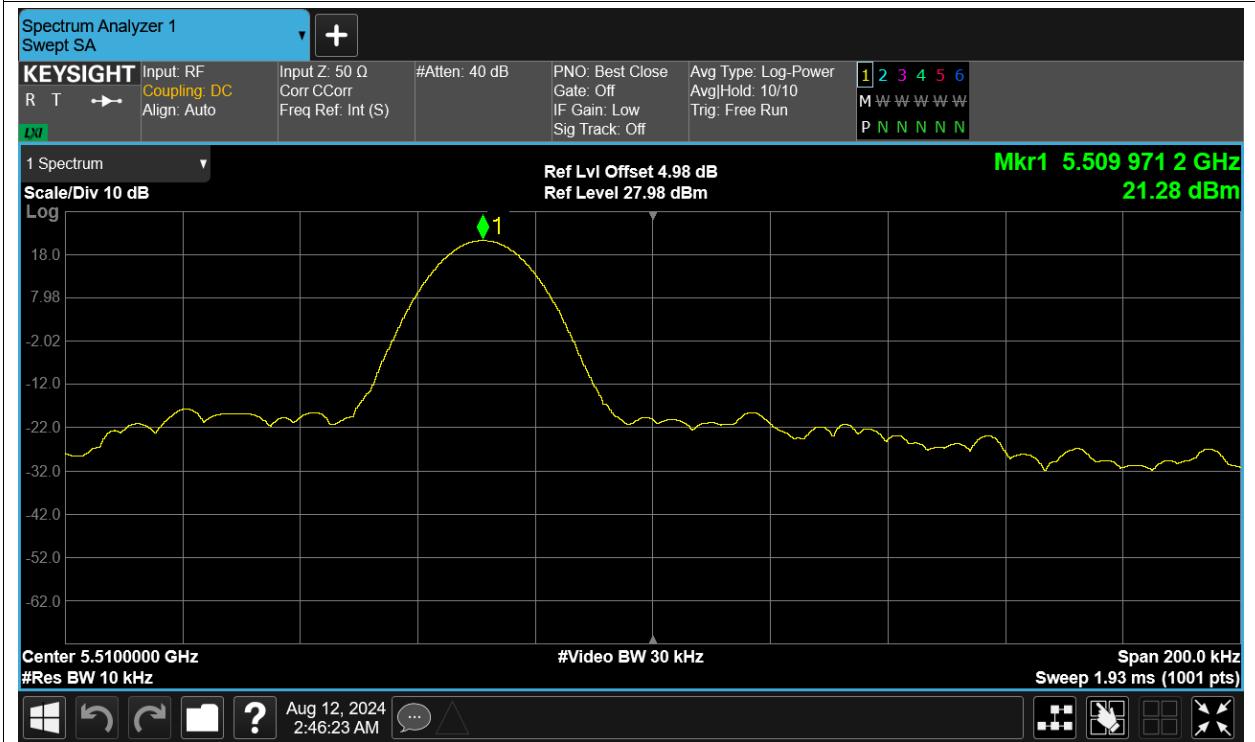 Spectrum Analyzer 1
Swept SA
+
KEYSIGHT
R T
LXI
Input: RF
Coupling: DC
Align: Auto
Input Z: 50 Ω
Corr CCorr
Freq Ref: Int (S)
#Atten: 40 dB
PNO: Best Close
Gate: Off
IF Gain: Low
Sig Track: Off
Avg Type: Log-Power
Avg|Hold: 10/10
Trig: Free Run
1 2 3 4 5 6
M W W W W W
P N N N N N
1 Spectrum
Scale/Div 10 dB
Ref Lvl Offset 4.98 dB
Ref Level 27.98 dBm
Mkr1 5.509 971 2 GHz
21.28 dBm
Log
1
18.0
7.98
-2.02
-12.0
-22.0
-32.0
-42.0
-52.0
-62.0
Center 5.5100000 GHz
#Res BW 10 kHz
#Video BW 30 kHz
Span 200.0 kHz
Sweep 1.93 ms (1001 pts)
?
Aug 12, 2024
2:46:23 AM